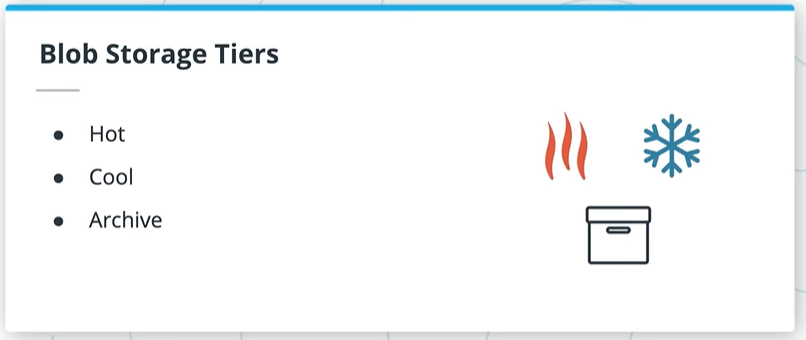 Blob Storage Tiers
● Hot
● Cool
● Archive